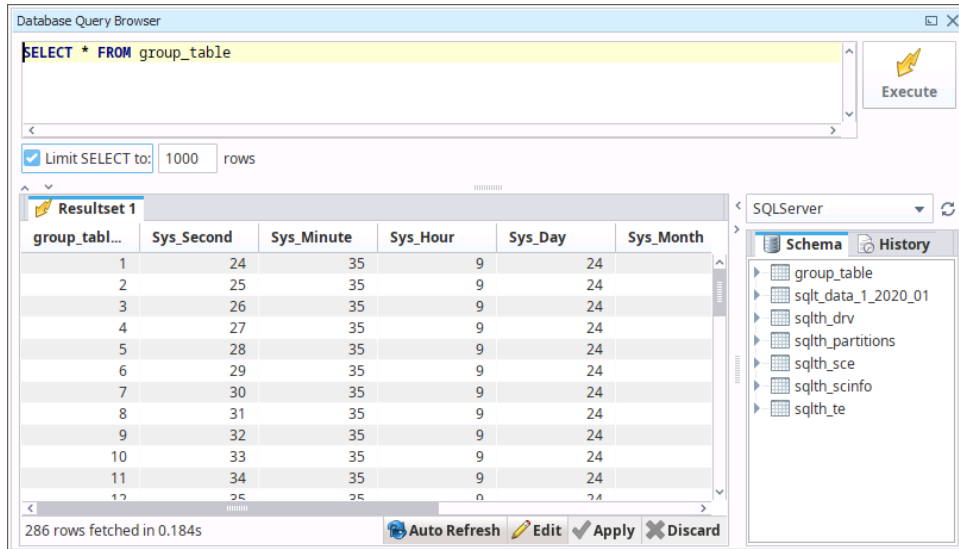 Database Query Browser
SELECT * FROM group_table
Execute
Limit SELECT to: 1000 rows
Resultset 1
group_tabl... Sys_Second Sys_Minute Sys_Hour Sys_Day Sys_Month
1 24 35 9 24
2 25 35 9 24
3 26 35 9 24
4 27 35 9 24
5 28 35 9 24
6 29 35 9 24
7 30 35 9 24
8 31 35 9 24
9 32 35 9 24
10 33 35 9 24
11 34 35 9 24
12 35 35 9 24
286 rows fetched in 0.184s
Auto Refresh Edit Apply Discard
SQLServer
Schema History
group_table
sqlt_data_1_2020_01
sqlth_drv
sqlth_partitions
sqlth_sce
sqlth_scinfo
sqlth_te